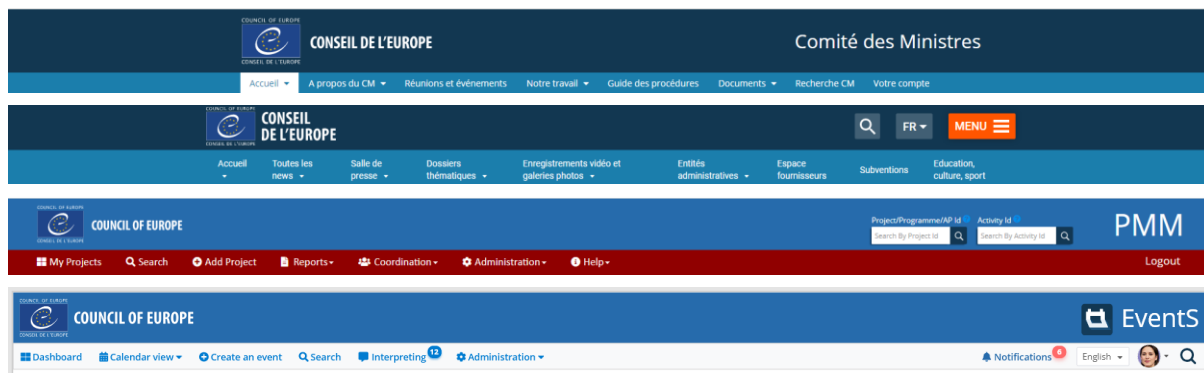 COUNCIL OF EUROPE
CONSEIL DE L'EUROPE Comité des Ministres
CONSEIL DE L'EUROPE
Accueil A propos du CM Réunions et événements Notre travail Guide des procédures Documents Recherche CM Votre compte
COUNCIL OF EUROPE
CONSEIL
DE L'EUROPE FR MENU
CONSEIL DE L'EUROPE
Accueil Toutes les Salle de Dossiers Enregistrements vidéo et Entités Espace Subventions Education,
news presse thématiques galeries photos administratives fournisseurs culture, sport
COUNCIL OF EUROPE
Project/Programme/AP Id Activity Id
COUNCIL OF EUROPE Search By Project Id Search By Activity Id PMM
CONSEIL DE L'EUROPE
My Projects Search Add Project Reports Coordination Administration Help Logout
COUNCIL OF EUROPE
COUNCIL OF EUROPE EventS
CONSEIL DE L'EUROPE
Dashboard Calendar view Create an event Search Interpreting 12 Administration Notifications 6 English